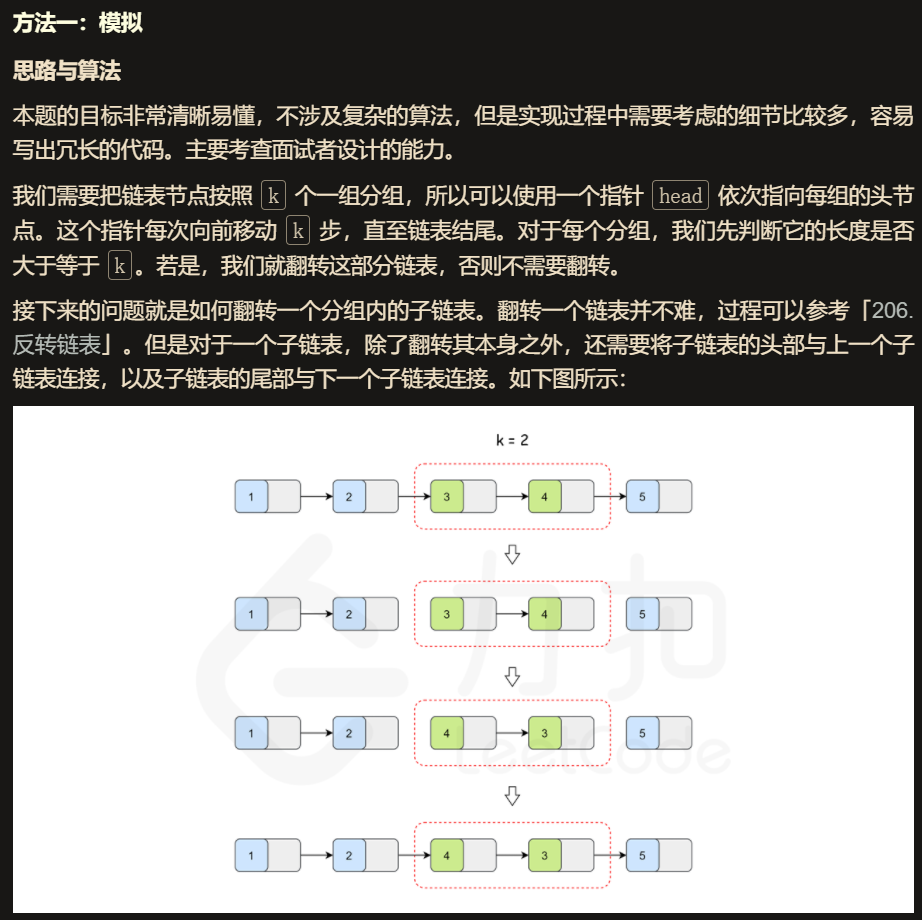 方法一：模拟
思路与算法
本题的目标非常清晰易懂，不涉及复杂的算法，但是实现过程中需要考虑的细节比较多，容易
写出冗长的代码。主要考查面试者设计的能力。
我们需要把链表节点按照 k 个一组分组，所以可以使用一个指针 head 依次指向每组的头节
点。这个指针每次向前移动 k 步，直至链表结尾。对于每个分组，我们先判断它的长度是否
大于等于 k。若是，我们就翻转这部分链表，否则不需要翻转。
接下来的问题就是如何翻转一个分组内的子链表。翻转一个链表并不难，过程可以参考「206.
反转链表」。但是对于一个子链表，除了翻转其本身之外，还需要将子链表的头部与上一个子
链表连接，以及子链表的尾部与下一个子链表连接。如下图所示：
k = 2
1 2 3 4 5
1 2 3 4 5
力扣
1 2 4 3 5
LeetCode
1 2 4 3 5